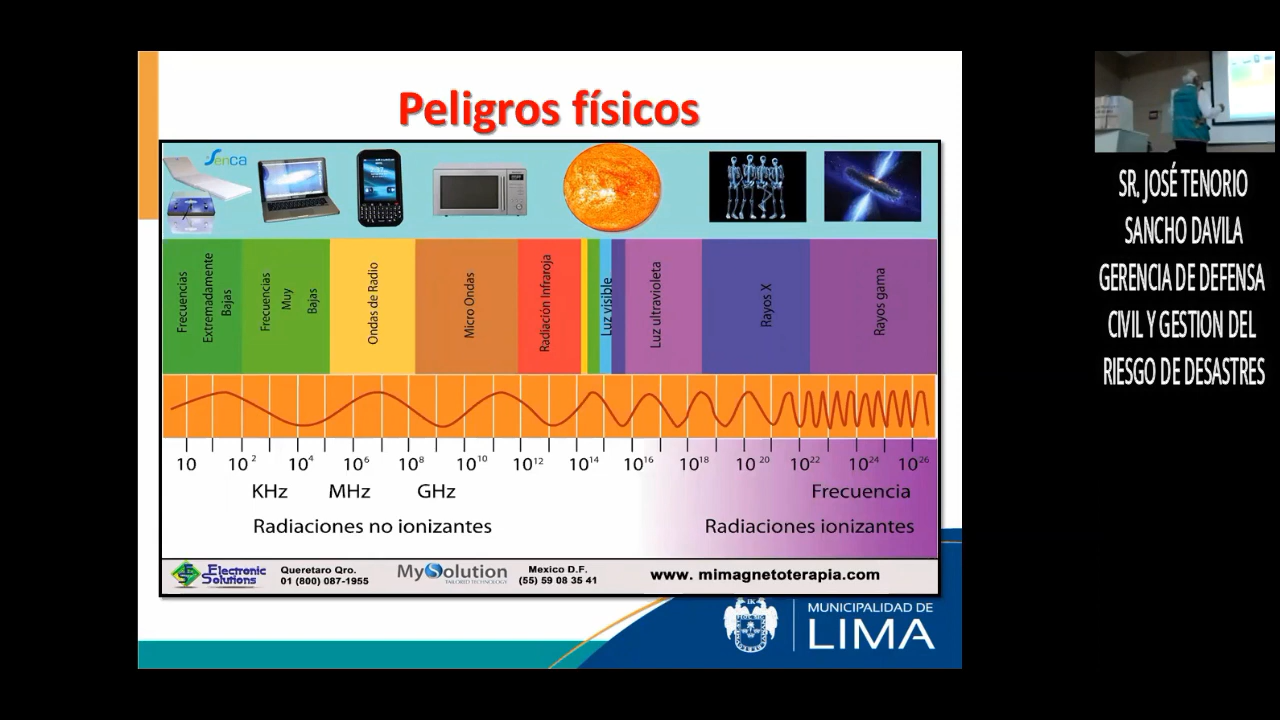 Peligros físicos
Senca
Frecuencias
Extremadamente
Bajas
Frecuencias
Muy
Bajas
Ondas de Radio
Micro Ondas
Radiación Infraroja
Luz visible
Luz ultravioleta
Rayos X
Rayos gama
10 10² 10⁴ 10⁶ 10⁸ 10¹⁰ 10¹² 10¹⁴ 10¹⁶ 10¹⁸ 10²⁰ 10²² 10²⁴ 10²⁶
KHz MHz GHz Frecuencia
Radiaciones no ionizantes Radiaciones ionizantes
Electronic
Solutions
Queretaro Qro.
01 (800) 087-1955
MySolution
TAILORED TECHNOLOGY
Mexico D.F.
(55) 59 08 35 41
www. mimagnetoterapia.com
MUNICIPALIDAD DE
LIMA
SR. JOSÉ TENORIO
SANCHO DAVILA
GERENCIA DE DEFENSA
CIVIL Y GESTION DEL
RIESGO DE DESASTRES